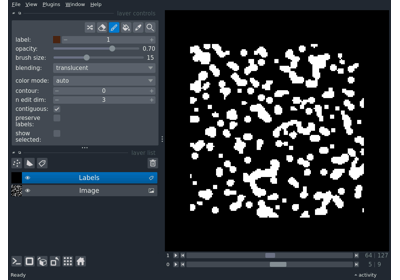 File View Plugins Window Help
layer controls
label: 1
opacity: 0.70
brush size: 15
blending: translucent
color mode: auto
contour: 0
n edit dim: 3
contiguous:
preserve
labels:
show
selected:
layer list
Labels
Image
1 64 127
0 5 9
Ready
activity